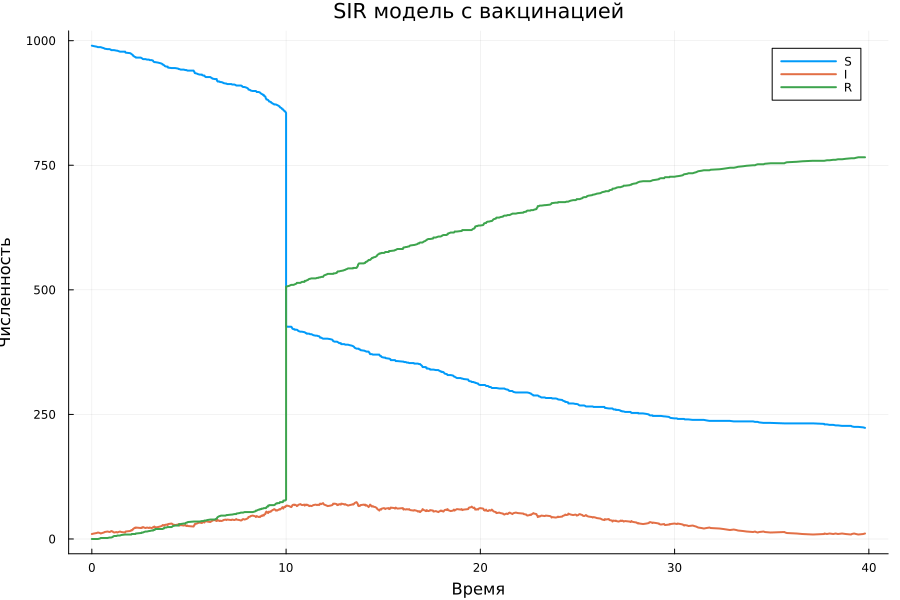 SIR модель с вакцинацией
S
I
R
1000
750
500
250
0
Численность
0 10 20 30 40
Время